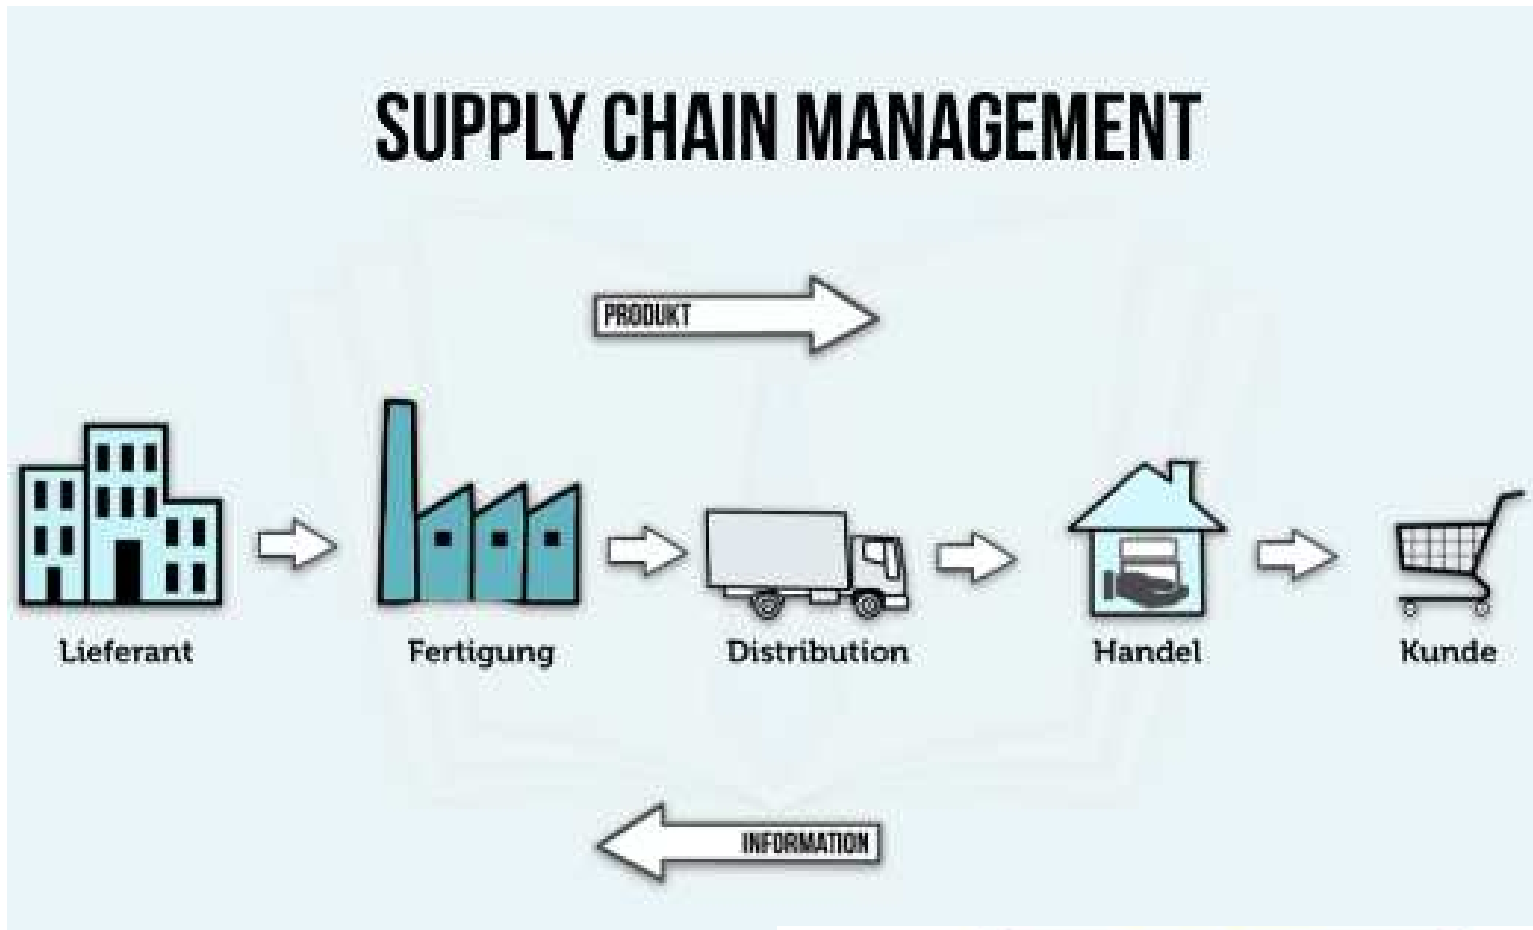 SUPPLY CHAIN MANAGEMENT
PRODUKT
Lieferant
Fertigung
Distribution
Handel
Kunde
INFORMATION